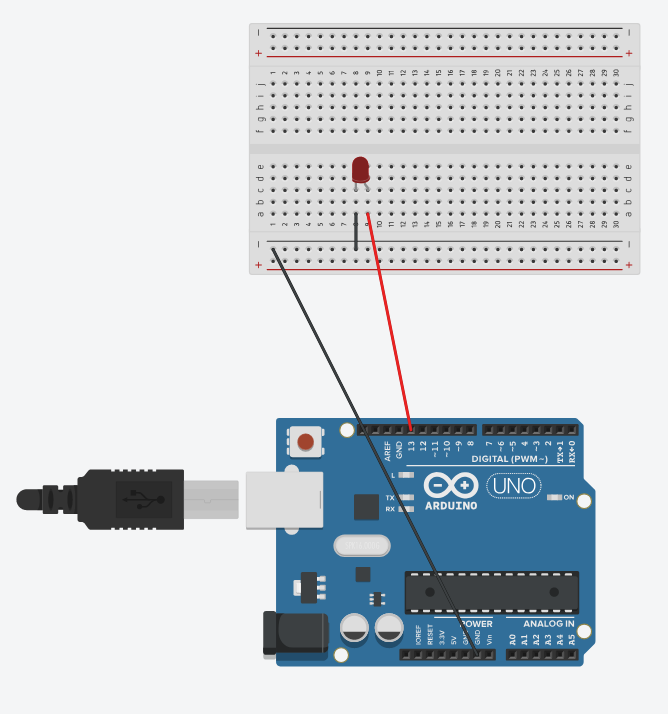 − −
+ +
1 2 3 4 5 6 7 8 9 10 11 12 13 14 15 16 17 18 19 20 21 22 23 24 25 26 27 28 29 30
j j
i i
h h
g g
f f
e e
d d
c c
b b
a a
1 2 3 4 5 6 7 9 10 11 12 13 14 15 16 17 18 19 20 21 22 23 24 25 26 27 28 29 30
− −
+ +
AREF GND 13 12 ~11 ~10 ~9 8 7 ~6 ~5 4 ~3 2 TX→1 RX←0
DIGITAL (PWM~)
L
TX
RX
UNO
ARDUINO
ON
POWER ANALOG IN
IOREF RESET 3.3V 5V GND GND Vin A0 A1 A2 A3 A4 A5